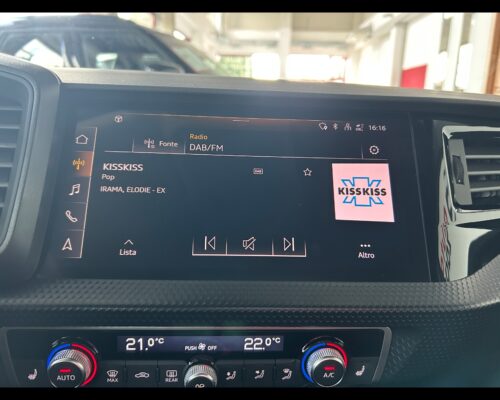 16:16
Radio
Fonte
DAB/FM
KISSKISS
Pop
IRAMA, ELODIE - EX
KISSKISS
Lista
Altro
21.0°C
PUSH OFF
22.0°C
AUTO
MAX
REAR
A/C